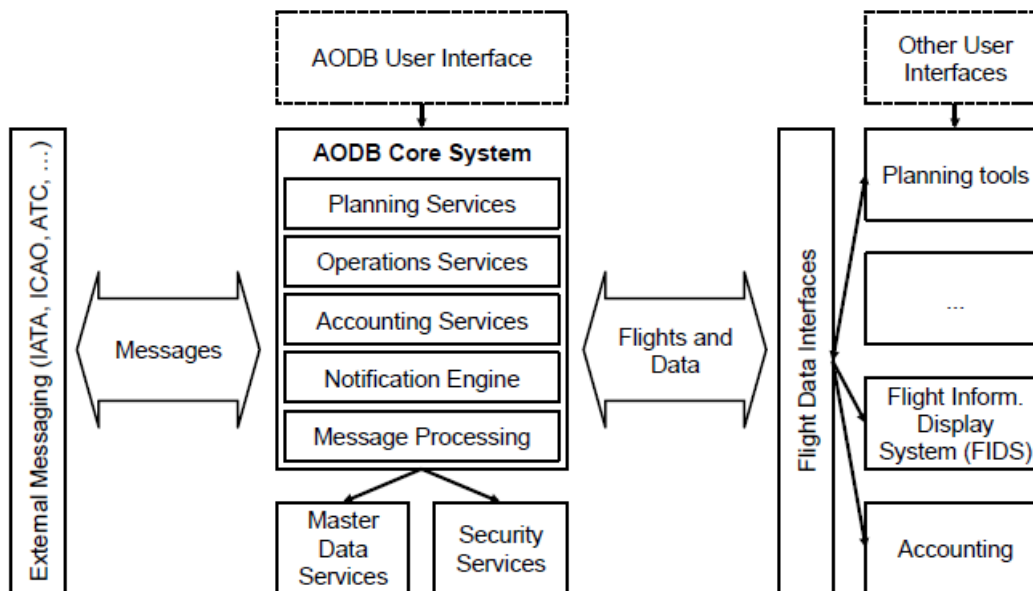 External Messaging (IATA, ICAO, ATC, ...)
Messages
AODB User Interface
AODB Core System
Planning Services
Operations Services
Accounting Services
Notification Engine
Message Processing
Master
Data
Services
Security
Services
Flights and
Data
Flight Data Interfaces
Other User
Interfaces
Planning tools
...
Flight Inform.
Display
System (FIDS)
Accounting